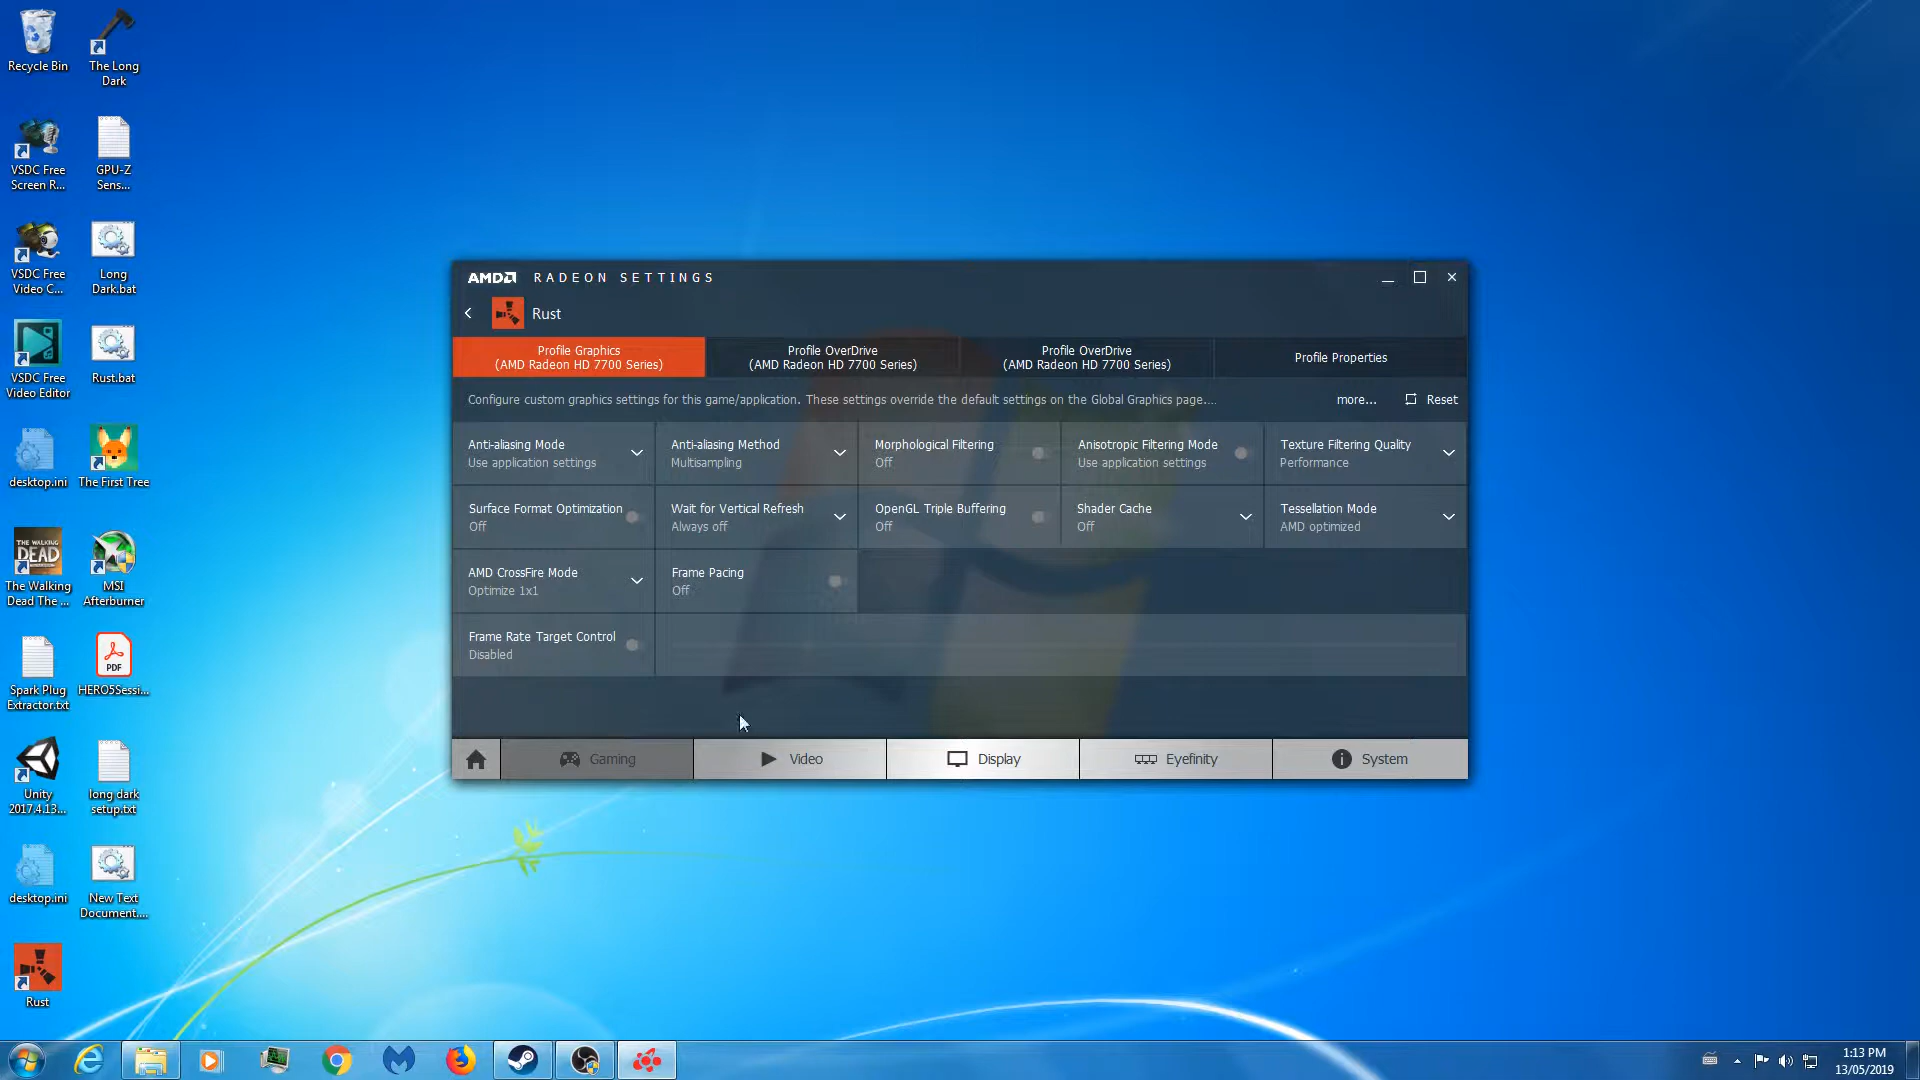 Recycle Bin
The Long
Dark
VSDC Free
Screen R...
GPU-Z
Sens...
VSDC Free
Video C...
Long
Dark.bat
VSDC Free
Video Editor
Rust.bat
desktop.ini
The First Tree
THE WALKING
DEAD
The Walking
Dead The ...
MSI
Afterburner
Spark Plug
Extractor.txt
PDF
HERO5Sessi...
Unity
2017.4.13...
long dark
setup.txt
desktop.ini
New Text
Document....
Rust
AMD RADEON SETTINGS
Rust
Profile Graphics
(AMD Radeon HD 7700 Series)
Profile OverDrive
(AMD Radeon HD 7700 Series)
Profile OverDrive
(AMD Radeon HD 7700 Series)
Profile Properties
Configure custom graphics settings for this game/application. These settings override the default settings on the Global Graphics page....
more...
Reset
Anti-aliasing Mode
Use application settings
Anti-aliasing Method
Multisampling
Morphological Filtering
Off
Anisotropic Filtering Mode
Use application settings
Texture Filtering Quality
Performance
Surface Format Optimization
Off
Wait for Vertical Refresh
Always off
OpenGL Triple Buffering
Off
Shader Cache
Off
Tessellation Mode
AMD optimized
AMD CrossFire Mode
Optimize 1x1
Frame Pacing
Off
Frame Rate Target Control
Disabled
Gaming
Video
Display
Eyefinity
System
1:13 PM
13/05/2019